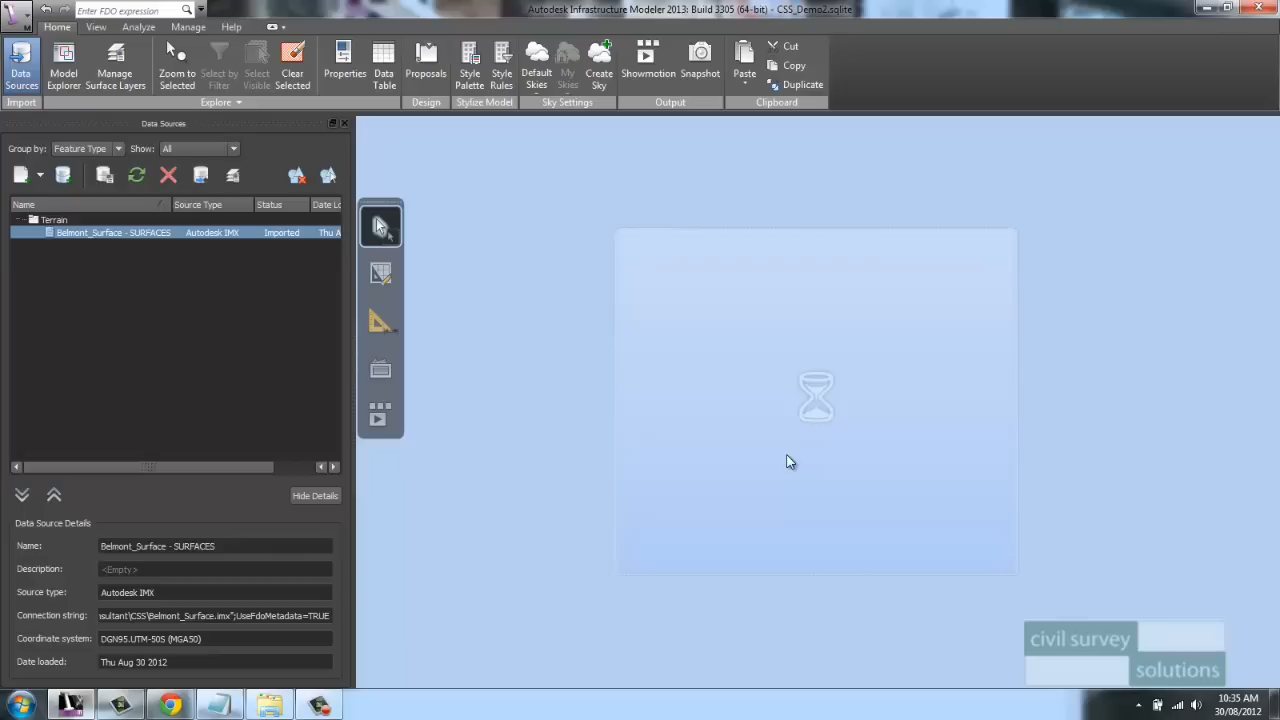 Enter FDO expression
Autodesk Infrastructure Modeler 2013: Build 3305 (64-bit) - CSS_Demo2.sqlite
Home View Analyze Manage Help
Data Sources
Model Explorer
Manage Surface Layers
Zoom to Selected
Select by Filter
Select Visible
Clear Selected
Properties
Data Table
Proposals
Style Palette
Style Rules
Default Skies
My Skies
Create Sky
Showmotion
Snapshot
Paste
Cut
Copy
Duplicate
Import Explore Design Stylize Model Sky Settings Output Clipboard
Data Sources
Group by: Feature Type Show: All
Name Source Type Status Date Lo
Terrain
Belmont_Surface - SURFACES Autodesk IMX Imported Thu A
Hide Details
Data Source Details
Name: Belmont_Surface - SURFACES
Description: <Empty>
Source type: Autodesk IMX
Connection string: nsultant\CSS\Belmont_Surface.imx";UseFdoMetadata=TRUE
Coordinate system: DGN95.UTM-50S (MGA50)
Date loaded: Thu Aug 30 2012
civil survey
solutions
10:35 AM
30/08/2012